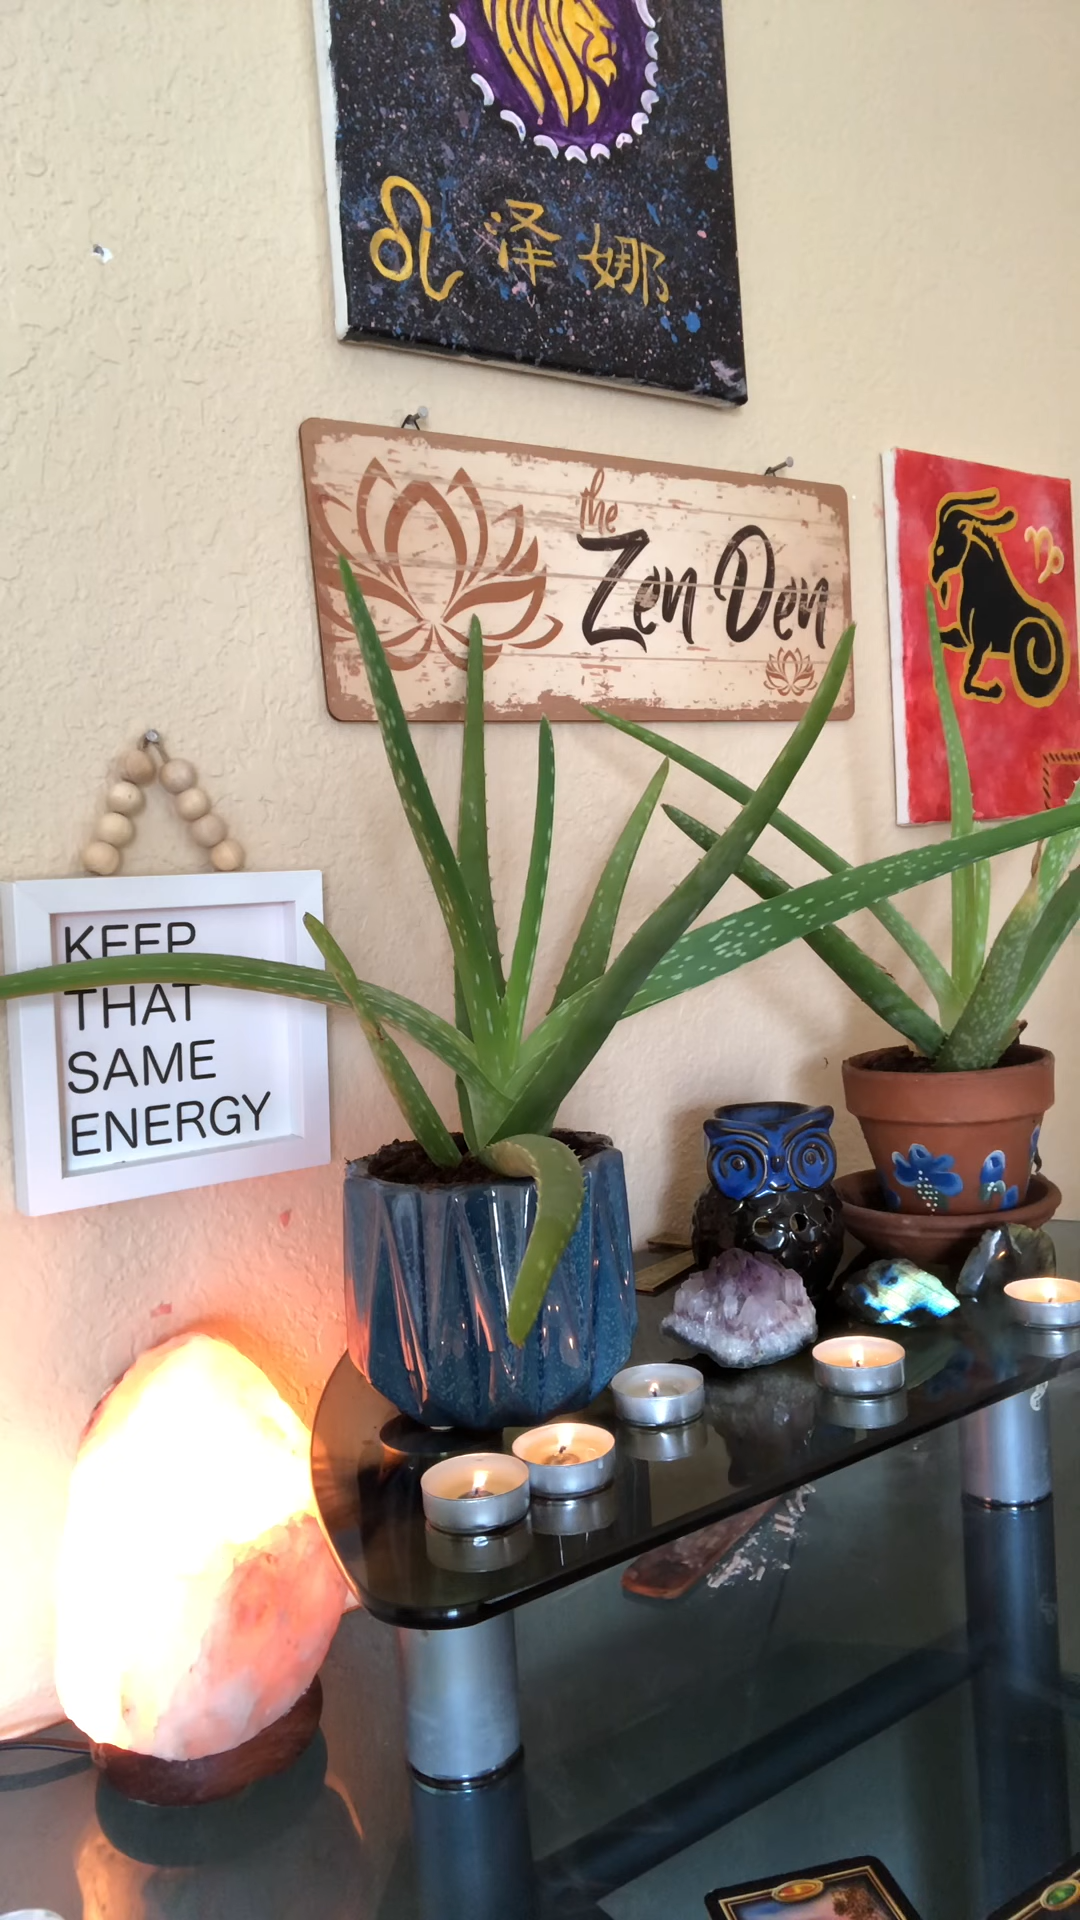 ♌ 泽娜
the
Zen Den
♑
KEEP
THAT
SAME
ENERGY